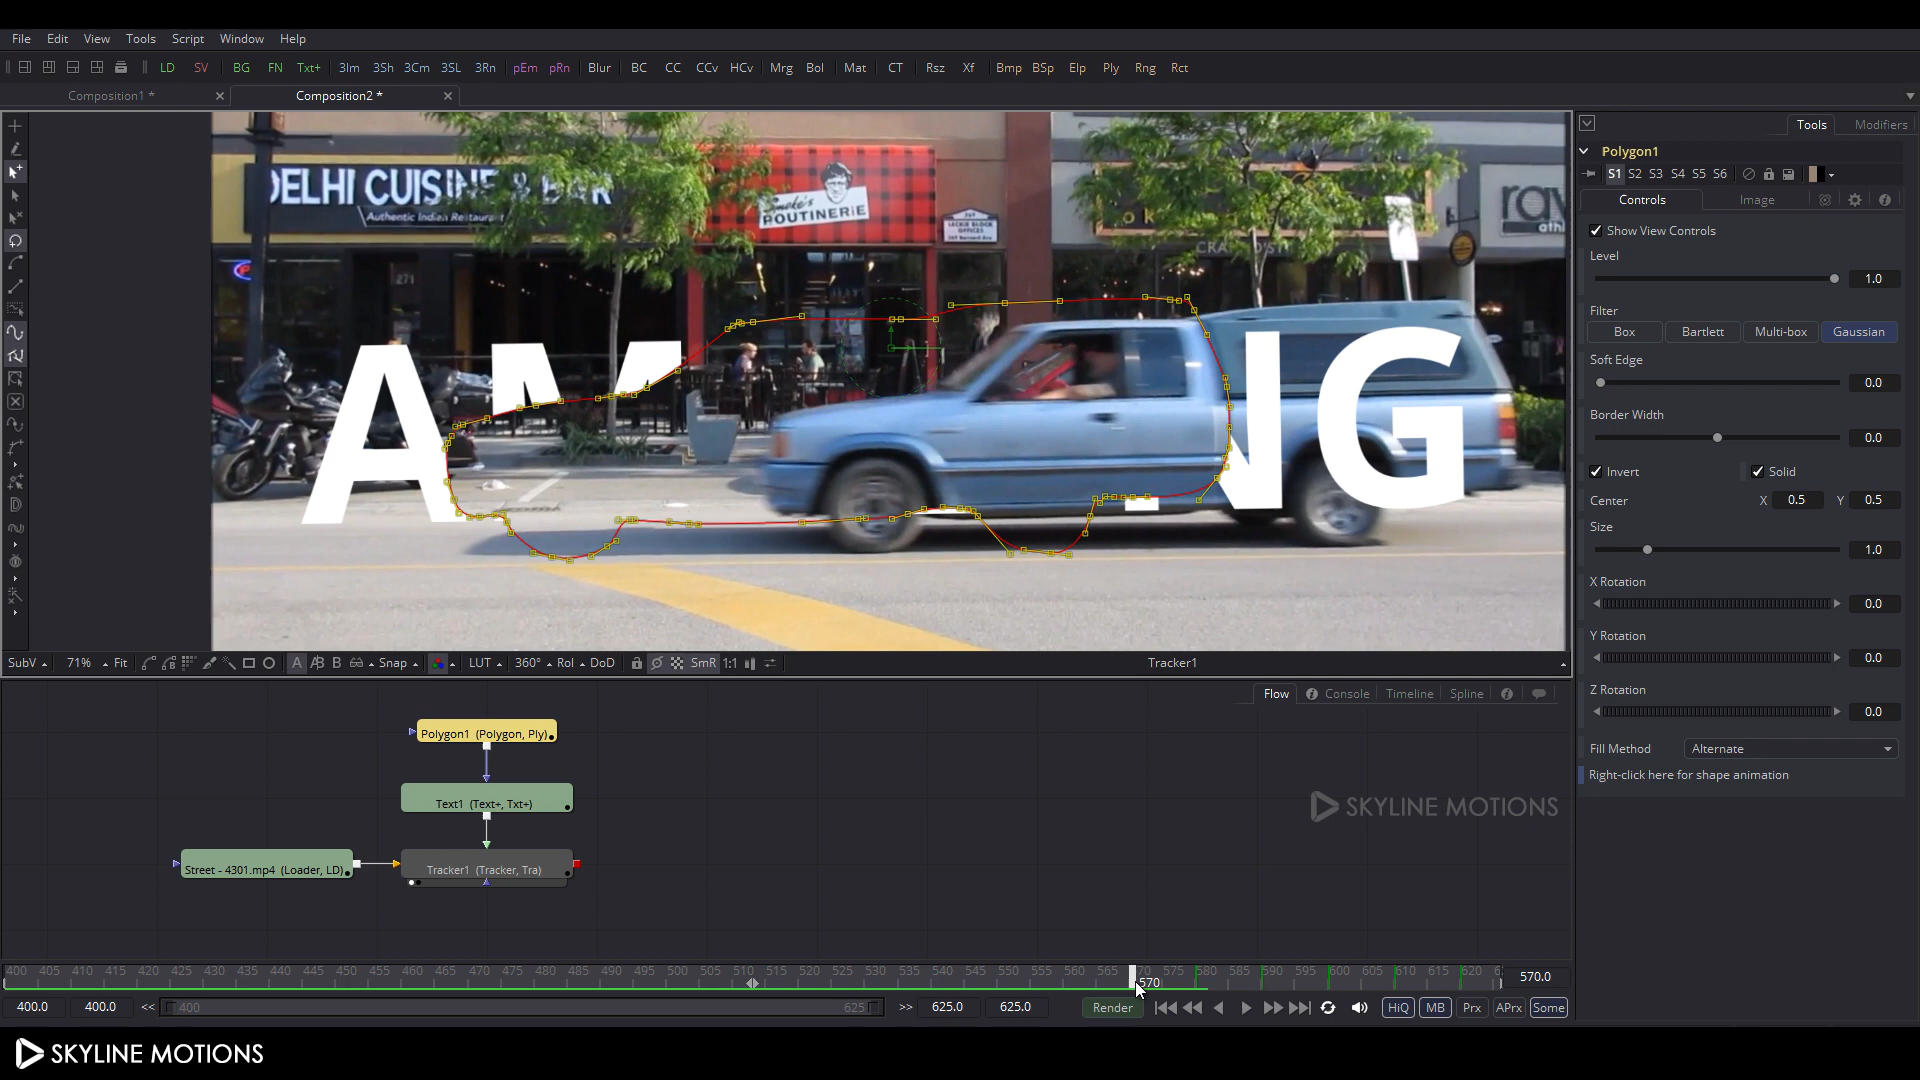 File Edit View Tools Script Window Help
LD SV BG FN Txt+ 3Im 3Sh 3Cm 3SL 3Rn pEm pRn Blur BC CC CCv HCv Mrg Bol Mat CT Rsz Xf Bmp BSp Elp Ply Rng Rct
Composition1 * Composition2 *
Tools Modifiers
Polygon1
S1 S2 S3 S4 S5 S6
Controls Image
Show View Controls
Level
1.0
Filter
Box Bartlett Multi-box Gaussian
Soft Edge
0.0
Border Width
0.0
Invert Solid
Center X 0.5 Y 0.5
Size
1.0
X Rotation
0.0
Y Rotation
0.0
Z Rotation
0.0
Fill Method Alternate
Right-click here for shape animation
DELHI CUISINE & BAR
Authentic Indian Restaurant
Smoke's
POUTINERIE
271
A M NG
SubV 71% Fit A AB B Snap LUT 360° RoI DoD SmR 1:1 Tracker1
Flow Console Timeline Spline
Polygon1 (Polygon, Ply)
Text1 (Text+, Txt+)
Street - 4301.mp4 (Loader, LD) Tracker1 (Tracker, Tra)
SKYLINE MOTIONS
400 405 410 415 420 425 430 435 440 445 450 455 460 465 470 475 480 485 490 495 500 505 510 515 520 525 530 535 540 545 550 555 560 565 570 575 580 585 590 595 600 605 610 615 620
570 570.0
400.0 400.0 << 400 625 >> 625.0 625.0 Render HiQ MB Prx APrx Some
SKYLINE MOTIONS